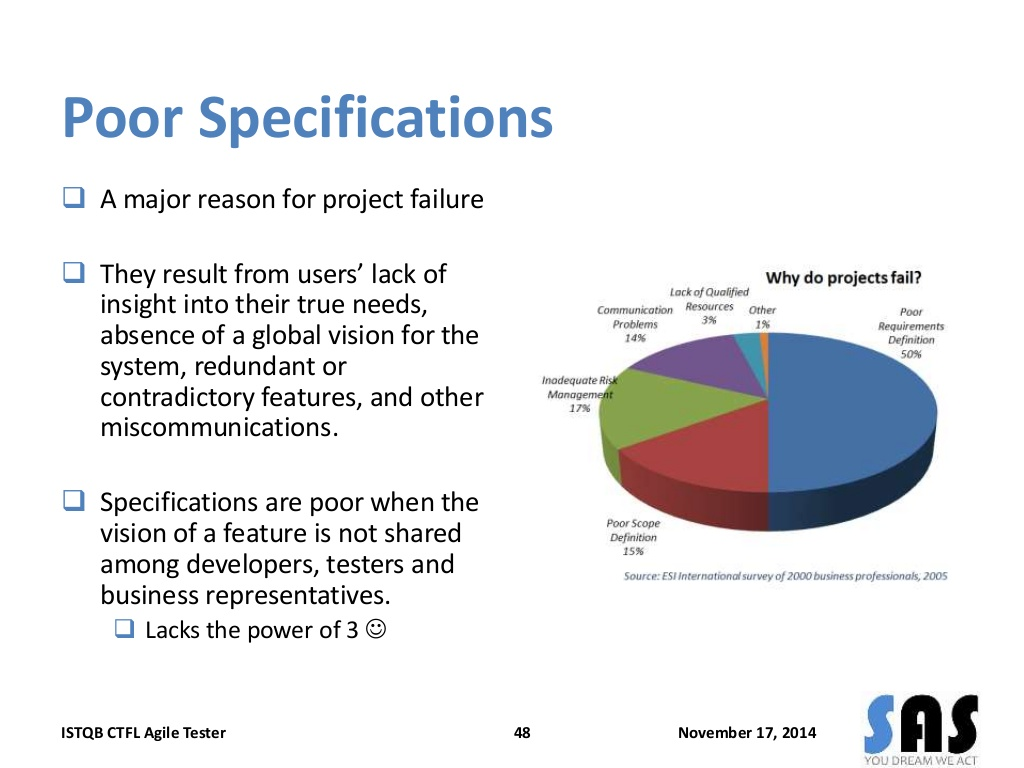 Poor Specifications
❑ A major reason for project failure
❑ They result from users’ lack of
insight into their true needs,
absence of a global vision for the
system, redundant or
contradictory features, and other
miscommunications.
❑ Specifications are poor when the
vision of a feature is not shared
among developers, testers and
business representatives.
❑ Lacks the power of 3 ☺
Why do projects fail?
Lack of Qualified
Resources
3%
Other
1%
Communication
Problems
14%
Poor
Requirements
Definition
50%
Inadequate Risk
Management
17%
Poor Scope
Definition
15%
Source: ESI International survey of 2000 business professionals, 2005
ISTQB CTFL Agile Tester
48
November 17, 2014
SAS
YOU DREAM WE ACT